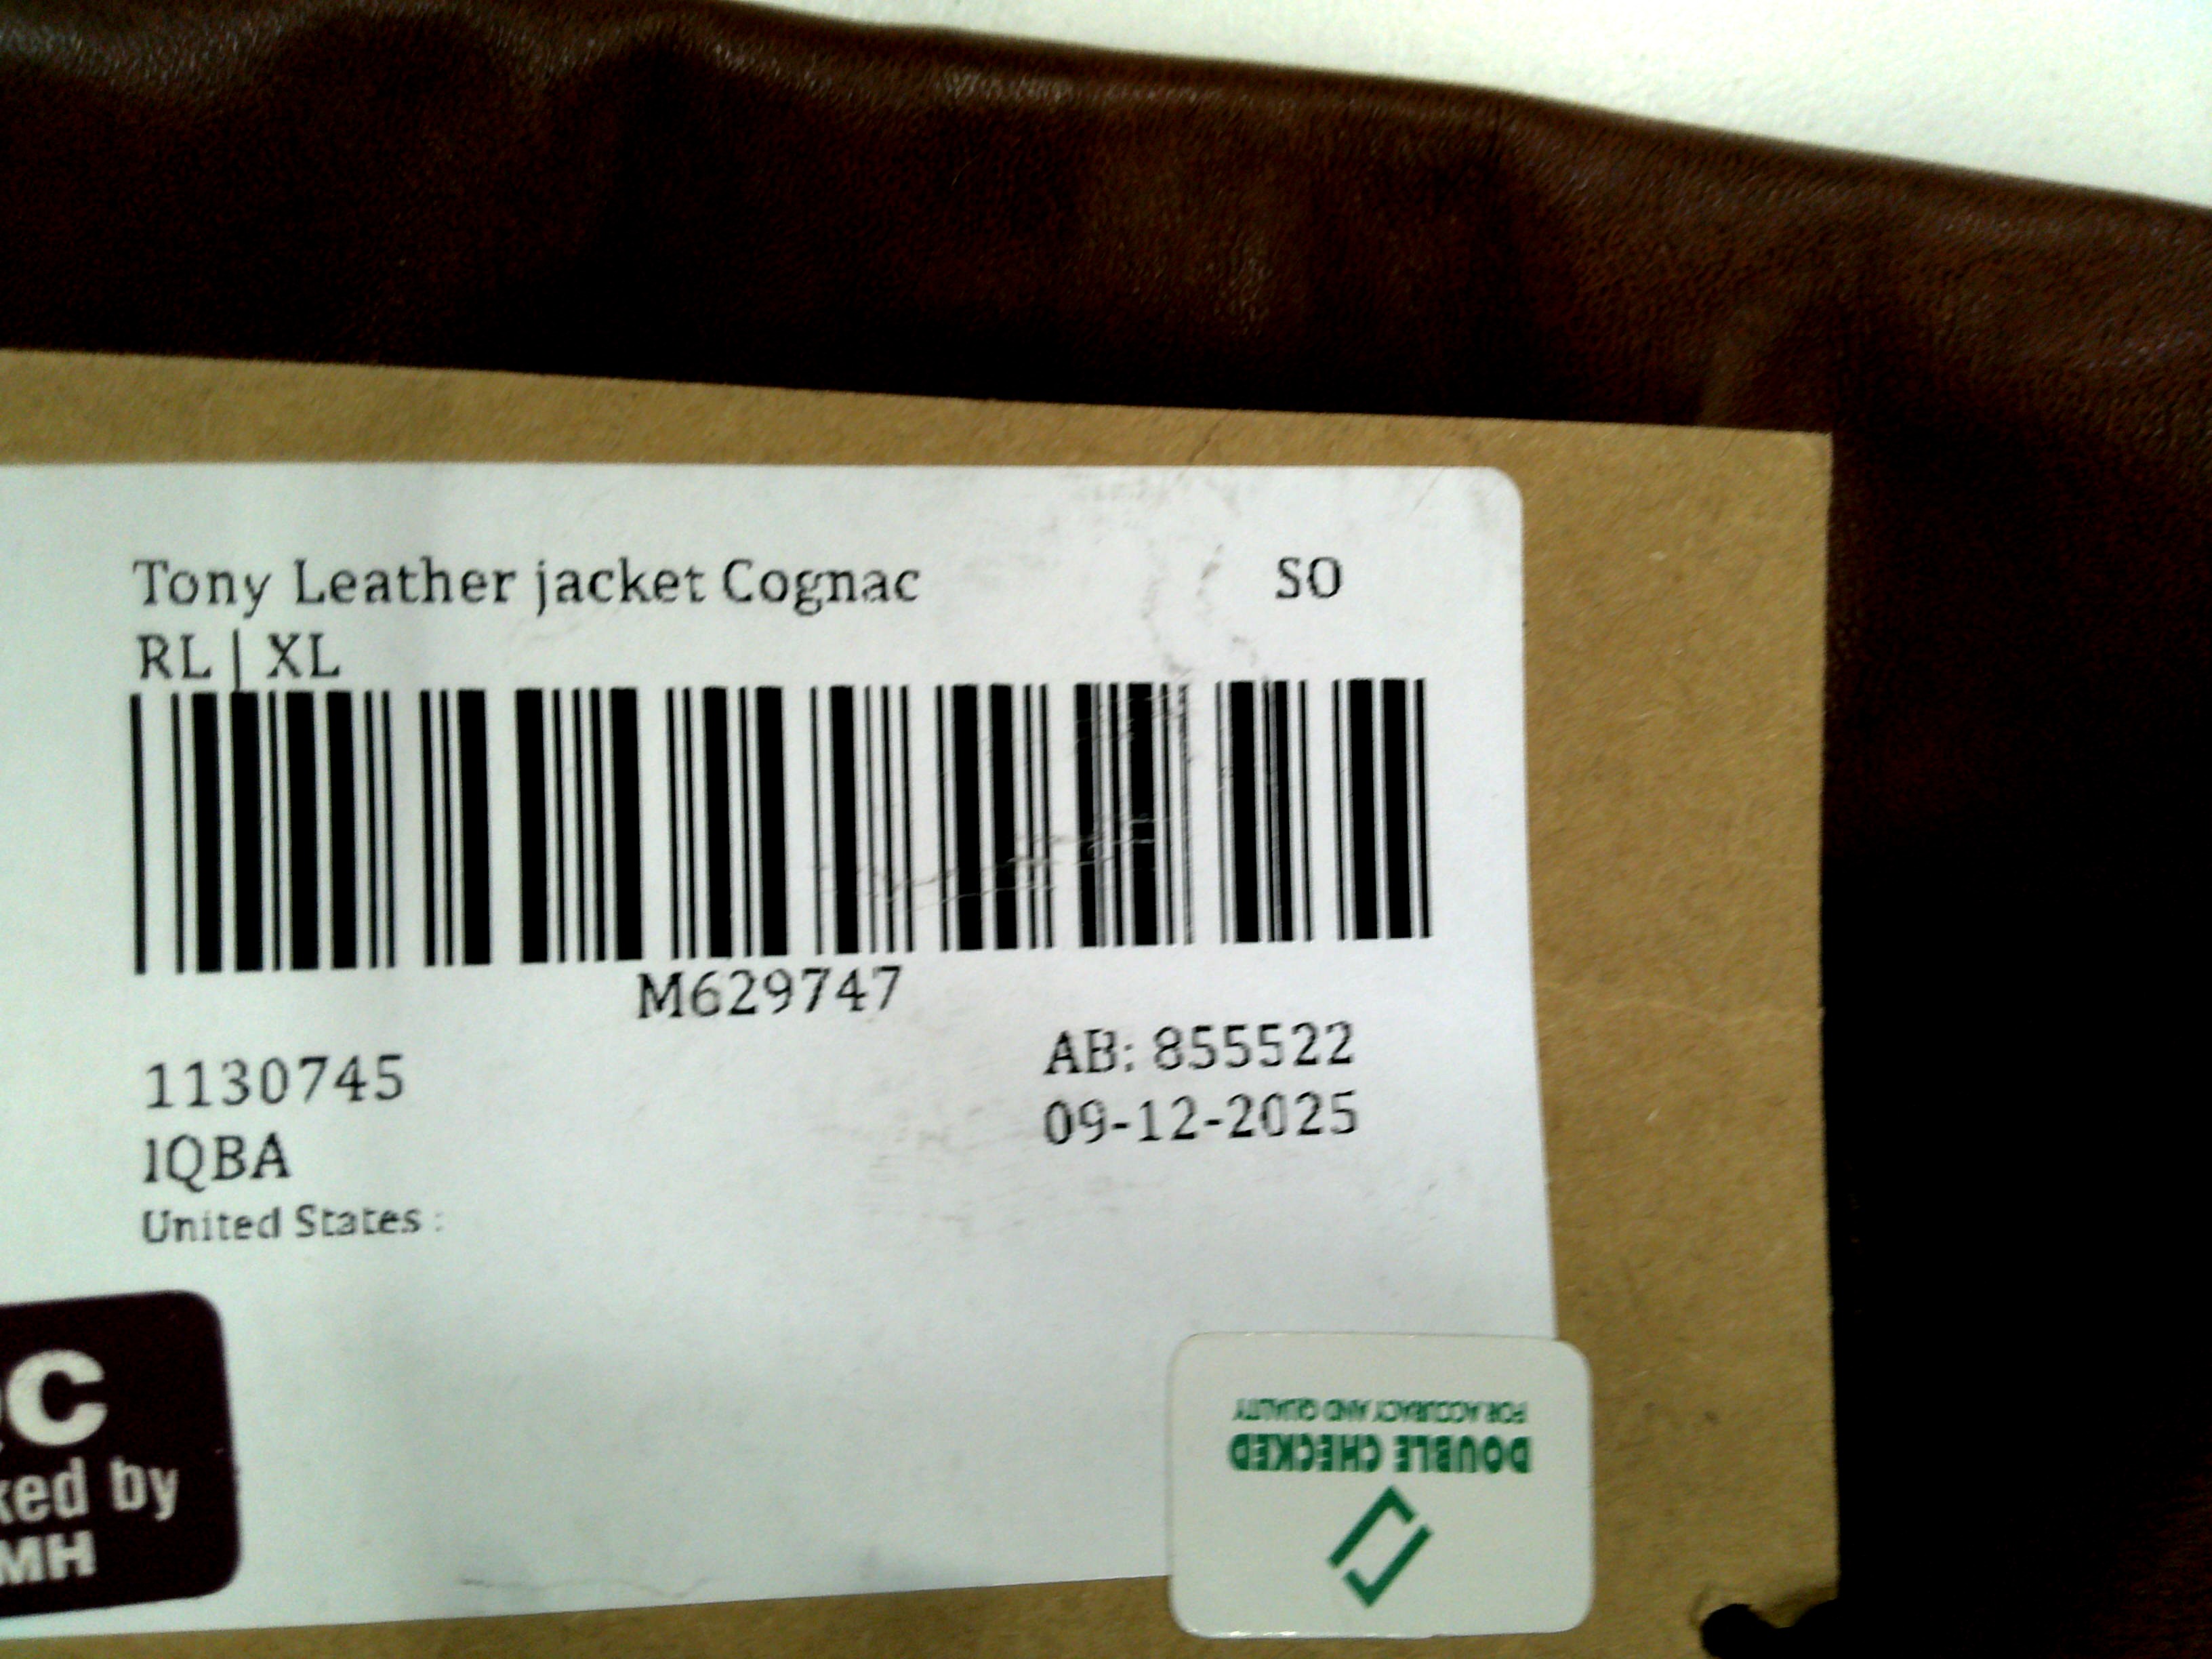 Tony Leather jacket Cognac SO
RL | XL
M629747
1130745
AB: 855522
09-12-2025
IQBA
United States :
QC
ked by
MH
DOUBLE CHECKED
FOR ACCURACY AND QUALITY